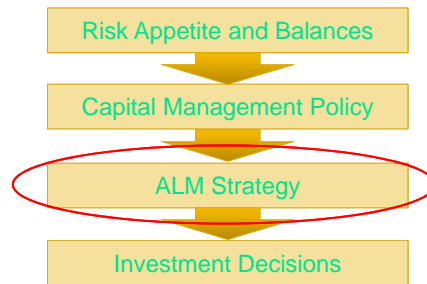 Risk Appetite and Balances
Capital Management Policy
ALM Strategy
Investment Decisions